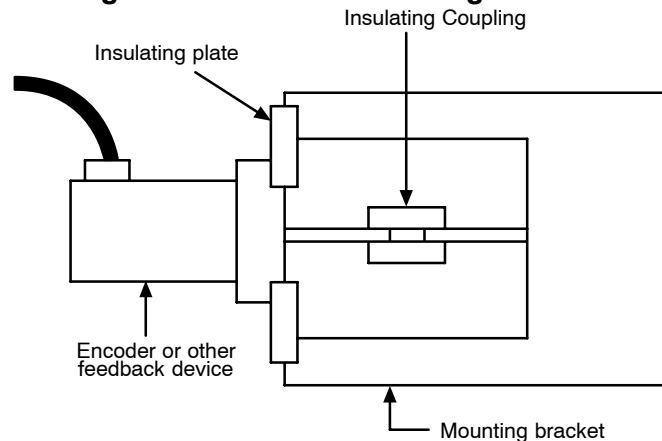 Insulating Coupling
Insulating plate
Encoder or other
feedback device
Mounting bracket